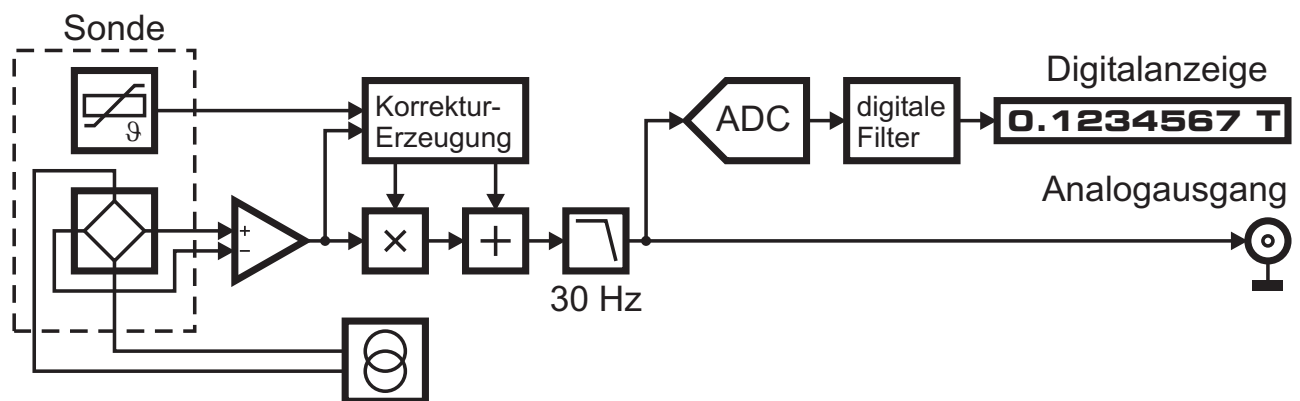 Sonde
ϑ
Korrektur-
Erzeugung
+
−
×
+
30 Hz
ADC
digitale
Filter
Digitalanzeige
0.1234567 T
Analogausgang